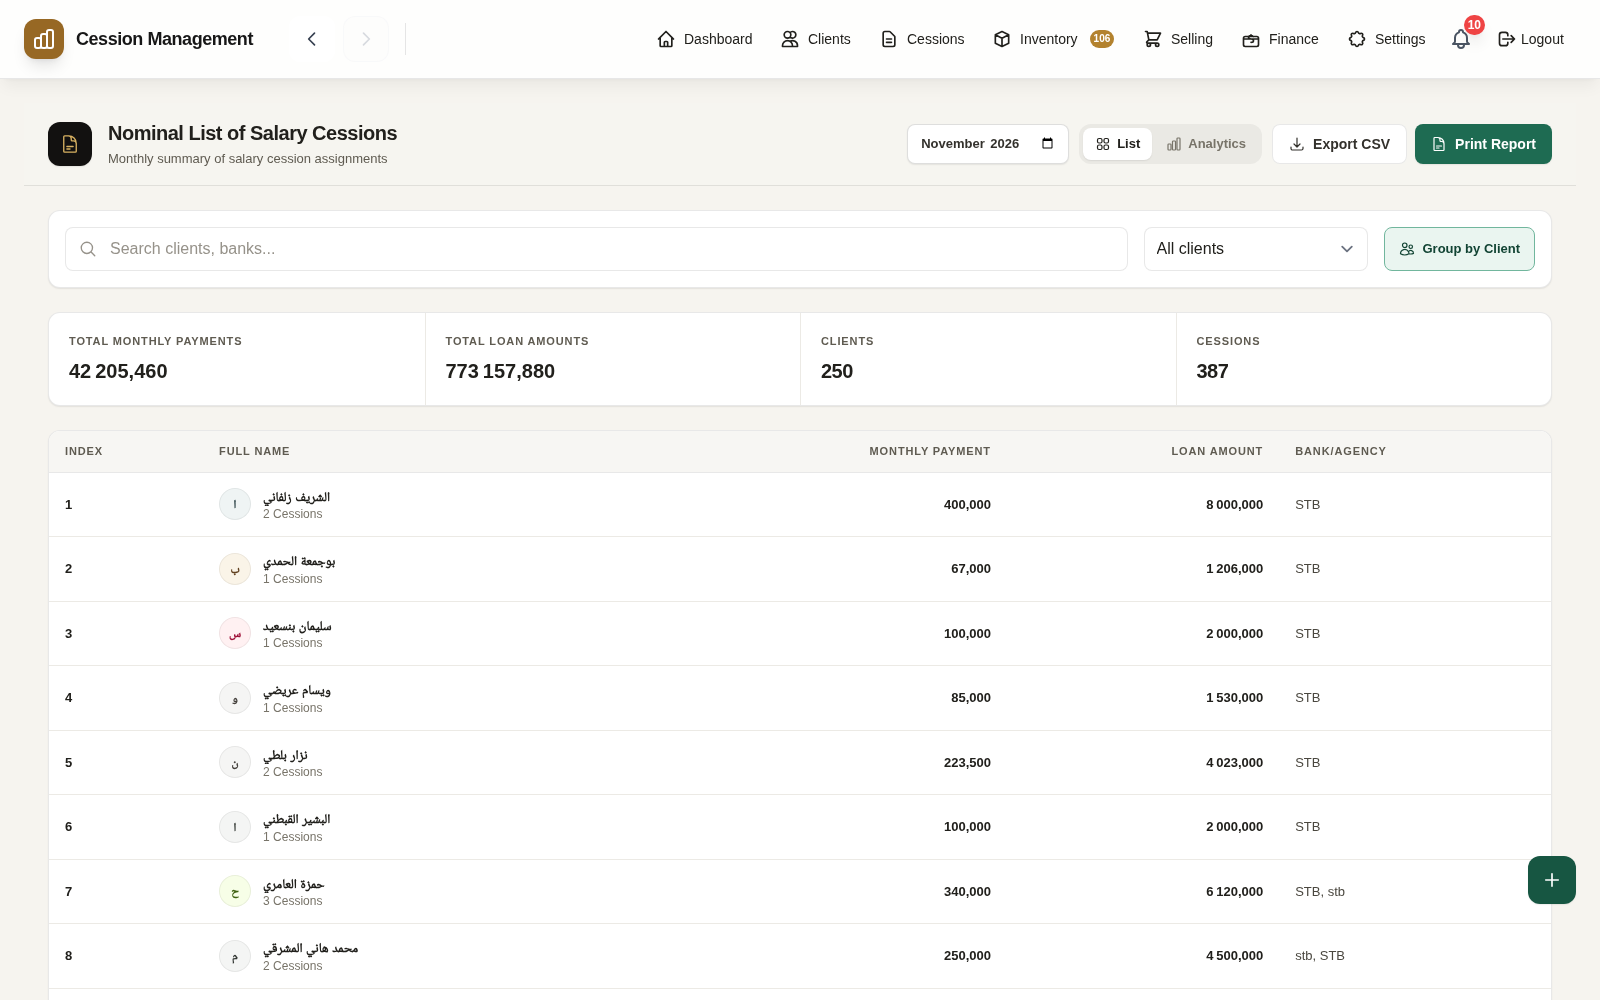 Cession Management
Dashboard
Clients
Cessions
Inventory 106
Selling
Finance
Settings
10
Logout
Nominal List of Salary Cessions
Monthly summary of salary cession assignments
November 2026
List
Analytics
Export CSV
Print Report
Search clients, banks...
All clients
Group by Client
TOTAL MONTHLY PAYMENTS
42 205,460
TOTAL LOAN AMOUNTS
773 157,880
CLIENTS
250
CESSIONS
387
INDEX FULL NAME MONTHLY PAYMENT LOAN AMOUNT BANK/AGENCY
1 ا الشريف زلفاني 400,000 8 000,000 STB
2 Cessions
2 ب بوجمعة الحمدي 67,000 1 206,000 STB
1 Cessions
3 س سليمان بنسعيد 100,000 2 000,000 STB
1 Cessions
4 و ويسام عريضي 85,000 1 530,000 STB
1 Cessions
5 ن نزار بلطي 223,500 4 023,000 STB
2 Cessions
6 ا البشير القبطني 100,000 2 000,000 STB
1 Cessions
7 ح حمزة العامري 340,000 6 120,000 STB, stb
3 Cessions
8 م محمد هاني المشرقي 250,000 4 500,000 stb, STB
2 Cessions